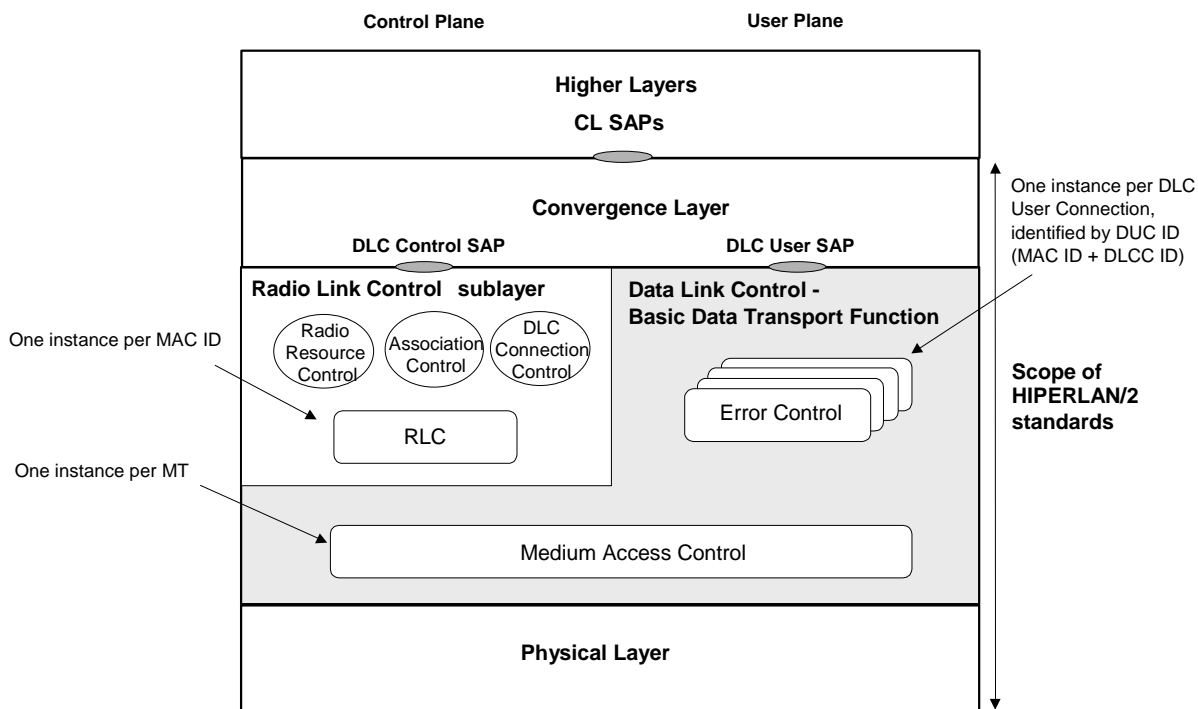 Control Plane
User Plane
Higher Layers
CL SAPs
Convergence Layer
DLC Control SAP
DLC User SAP
One instance per DLC
User Connection,
identified by DUC ID
(MAC ID + DLCC ID)
Radio Link Control sublayer
Data Link Control -
Basic Data Transport Function
One instance per MAC ID
Radio
Resource
Control
Association
Control
DLC
Connection
Control
Error Control
RLC
Scope of
HIPERLAN/2
standards
One instance per MT
Medium Access Control
Physical Layer